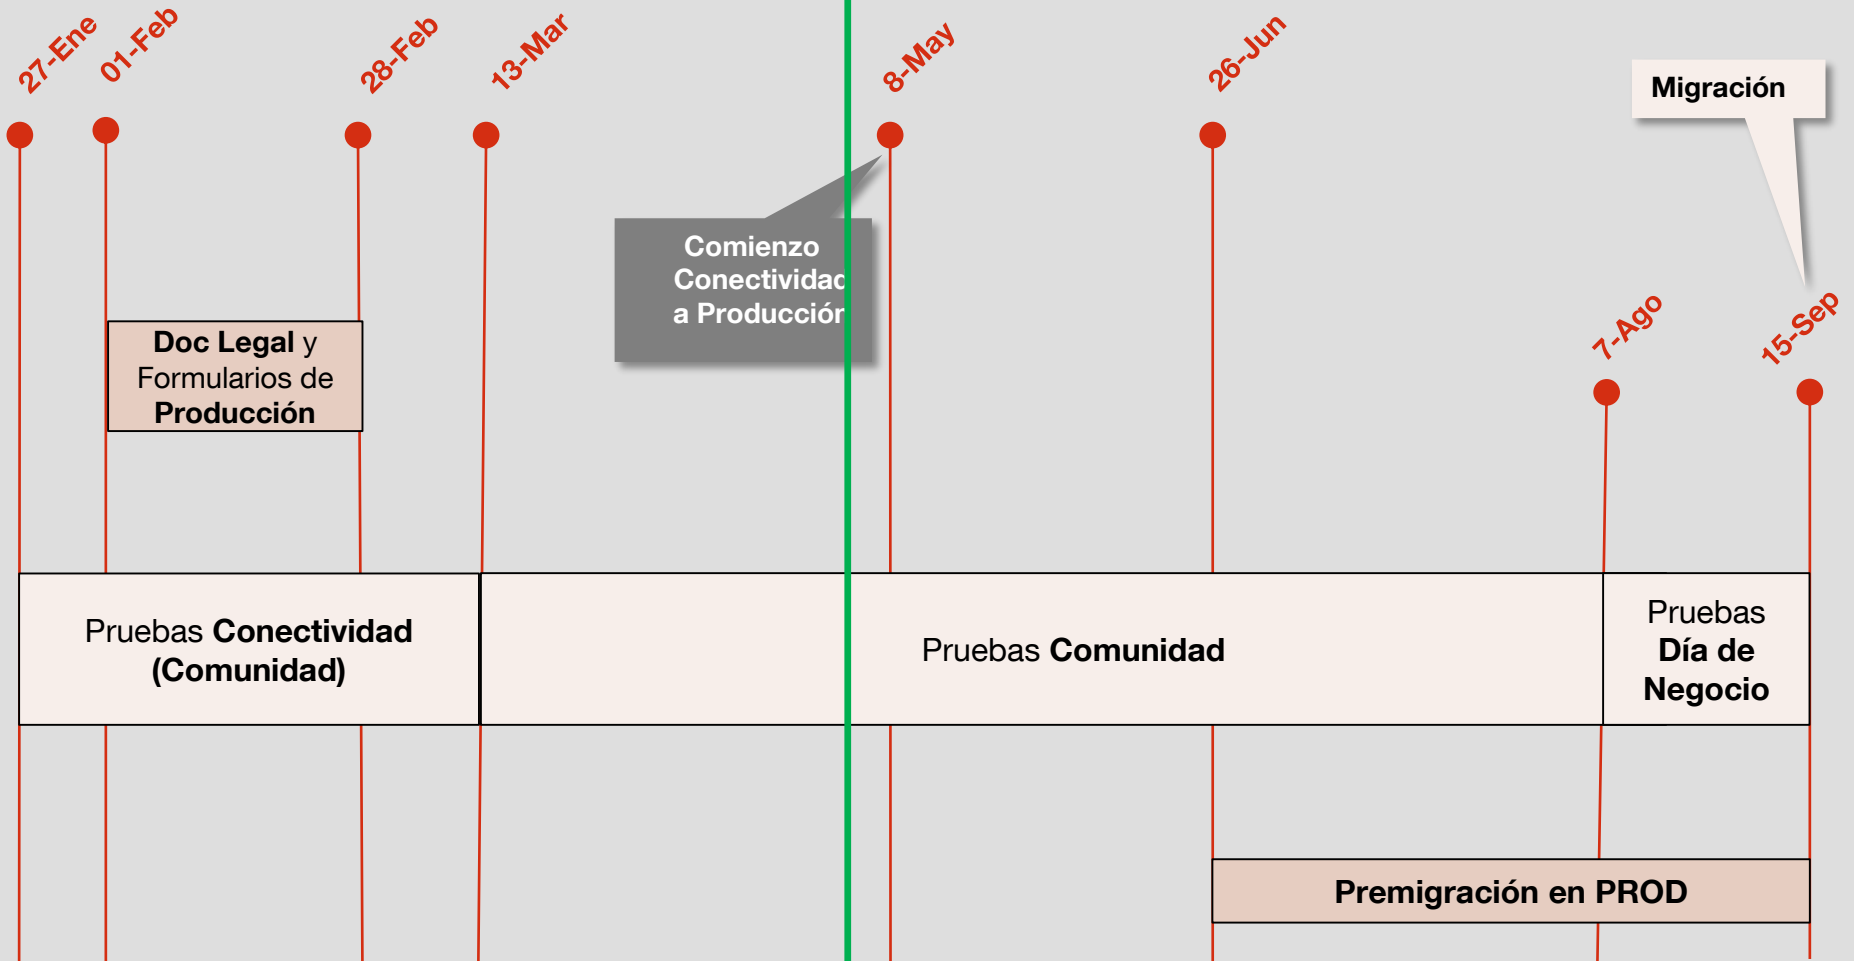 27-Ene
01-Feb
28-Feb
13-Mar
8-May
26-Jun
Migración
Comienzo
Conectividad
a Producción
7-Ago
15-Sep
Doc Legal y
Formularios de
Producción
Pruebas Conectividad
(Comunidad)
Pruebas Comunidad
Pruebas
Día de
Negocio
Premigración en PROD